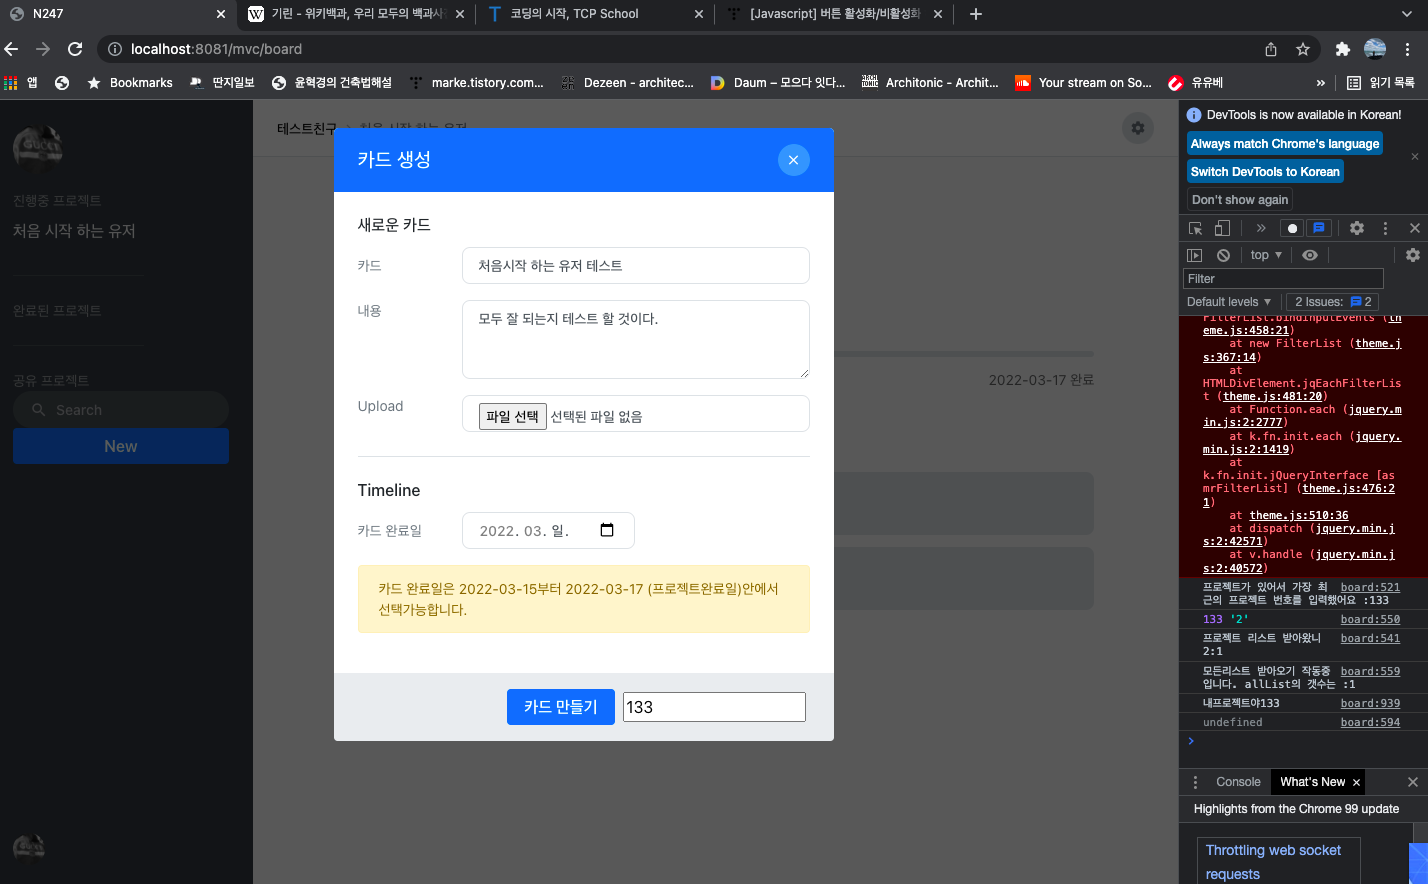 N247
기린 - 위키백과, 우리 모두의 백과사
코딩의 시작, TCP School
[Javascript] 버튼 활성화/비활성화
localhost:8081/mvc/board
앱
Bookmarks
딴지일보
윤혁경의 건축법해설
marke.tistory.com...
Dezeen - architec...
Daum – 모으다 잇다...
Architonic - Archit...
Your stream on So...
유유베
»
읽기 목록
GUCCI
진행중 프로젝트
처음 시작 하는 유저
완료된 프로젝트
공유 프로젝트
Search
New
테스트친구 > 처음 시작 하는 유저
2022-03-17 완료
카드 생성
새로운 카드
카드
처음시작 하는 유저 테스트
내용
모두 잘 되는지 테스트 할 것이다.
Upload
파일 선택 선택된 파일 없음
Timeline
카드 완료일
2022. 03. 일.
카드 완료일은 2022-03-15부터 2022-03-17 (프로젝트완료일)안에서
선택가능합니다.
카드 만들기
133
DevTools is now available in Korean!
Always match Chrome's language
Switch DevTools to Korean
Don't show again
top ▼
Filter
Default levels ▼
2 Issues: 2
FilterList.bindInputEvents (th
eme.js:458:21)
at new FilterList (theme.j
s:367:14)
at
HTMLDivElement.jqEachFilterLis
t (theme.js:481:20)
at Function.each (jquery.m
in.js:2:2777)
at k.fn.init.each (jquery.
min.js:2:1419)
at
k.fn.init.jQueryInterface [as
mrFilterList] (theme.js:476:2
1)
at theme.js:510:36
at dispatch (jquery.min.j
s:2:42571)
at v.handle (jquery.min.j
s:2:40572)
프로젝트가 있어서 가장 최 board:521
근의 프로젝트 번호를 입력했어요 :133
133 '2' board:550
프로젝트 리스트 받아왔니 board:541
2:1
모든리스트 받아오기 작동중 board:559
입니다. allList의 갯수는 :1
내프로젝트야133 board:939
undefined board:594
Console
What's New
Highlights from the Chrome 99 update
Throttling web socket
requests